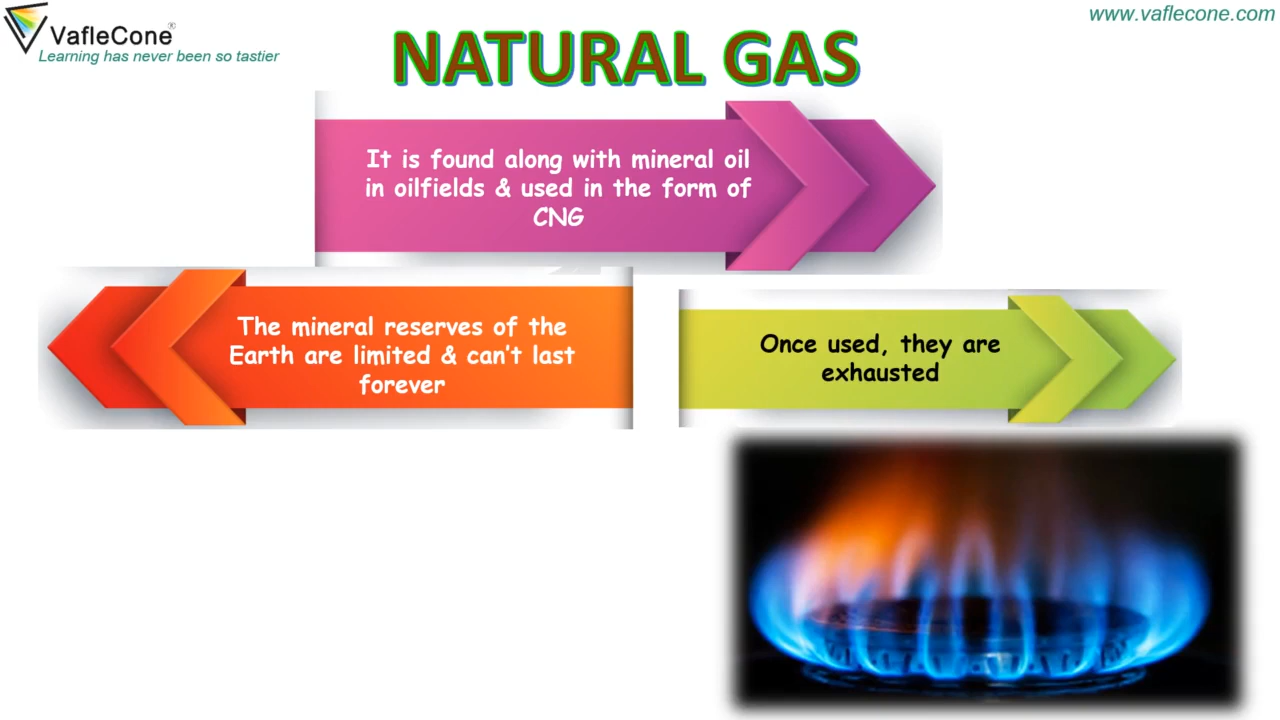 VafleCone®
Learning has never been so tastier
www.vaflecone.com
NATURAL GAS
It is found along with mineral oil
in oilfields & used in the form of
CNG
The mineral reserves of the
Earth are limited & can't last
forever
Once used, they are
exhausted